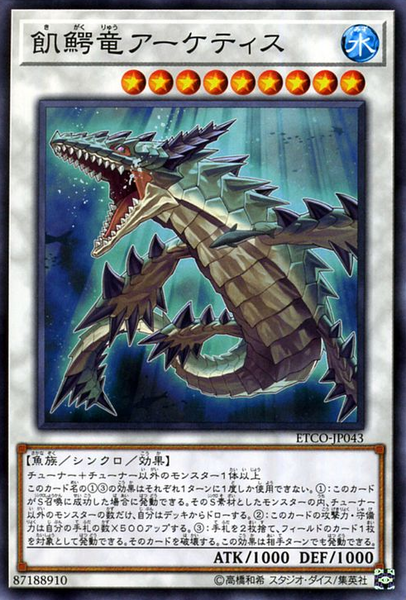 飢鰐竜アーケティス
き がく りゅう
水
ETCO-JP043
【魚族/シンクロ/効果】
チューナー+チューナー以外のモンスター1体以上
このカード名の①③の効果はそれぞれ1ターンに1度しか使用できない。①:このカード
がS召喚に成功した場合に発動できる。そのS素材としたモンスターの内、チューナー
以外のモンスターの数だけ、自分はデッキからドローする。②:このカードの攻撃力・守備
力は自分の手札の数×500アップする。③:手札を2枚捨て、フィールドのカード1枚
を対象として発動できる。そのカードを破壊する。この効果は相手ターンでも発動できる。
ATK/1000 DEF/1000
87188910
©高橋和希 スタジオ・ダイス/集英社